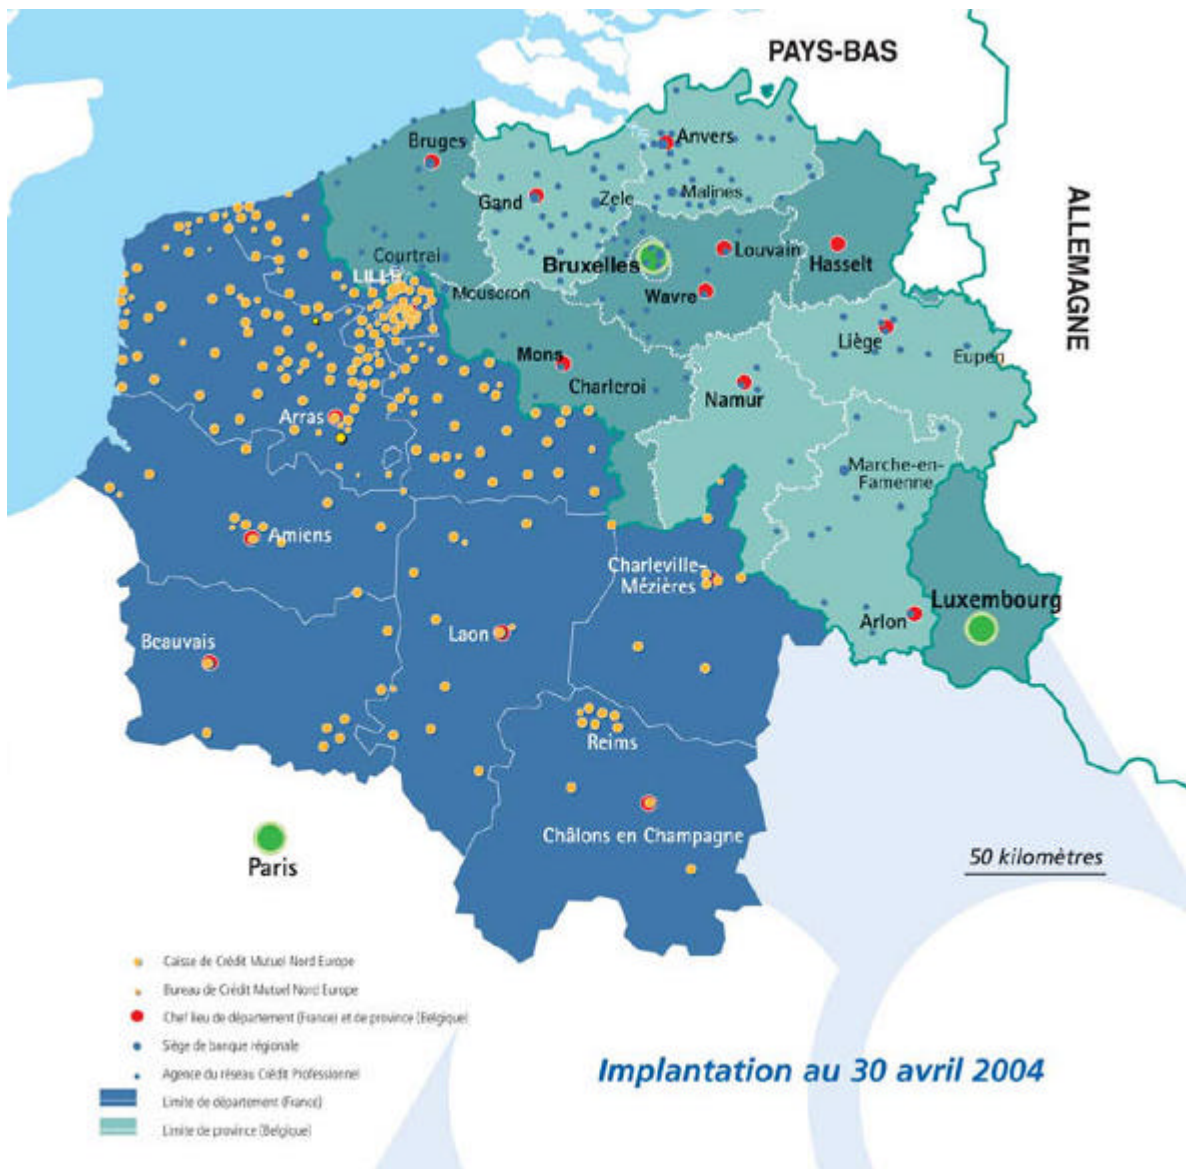 PAYS-BAS
ALLEMAGNE
Bruges
Anvers
Gand
Zele
Malines
Courtrai
LILLE
Bruxelles
Louvain
Hasselt
Mouscron
Wavre
Mons
Charleroi
Liège
Eupen
Namur
Arras
Marche-en-
Famenne
Amiens
Charleville-
Mézières
Luxembourg
Arlon
Beauvais
Laon
Reims
Châlons en Champagne
Paris
50 kilomètres
Caisse de Crédit Mutuel Nord Europe
Bureau de Crédit Mutuel Nord Europe
Chef lieu de département (France) et de province (Belgique)
Siège de banque régionale
Agence du réseau Crédit Professionnel
Limite de département (France)
Limite de province (Belgique)
Implantation au 30 avril 2004